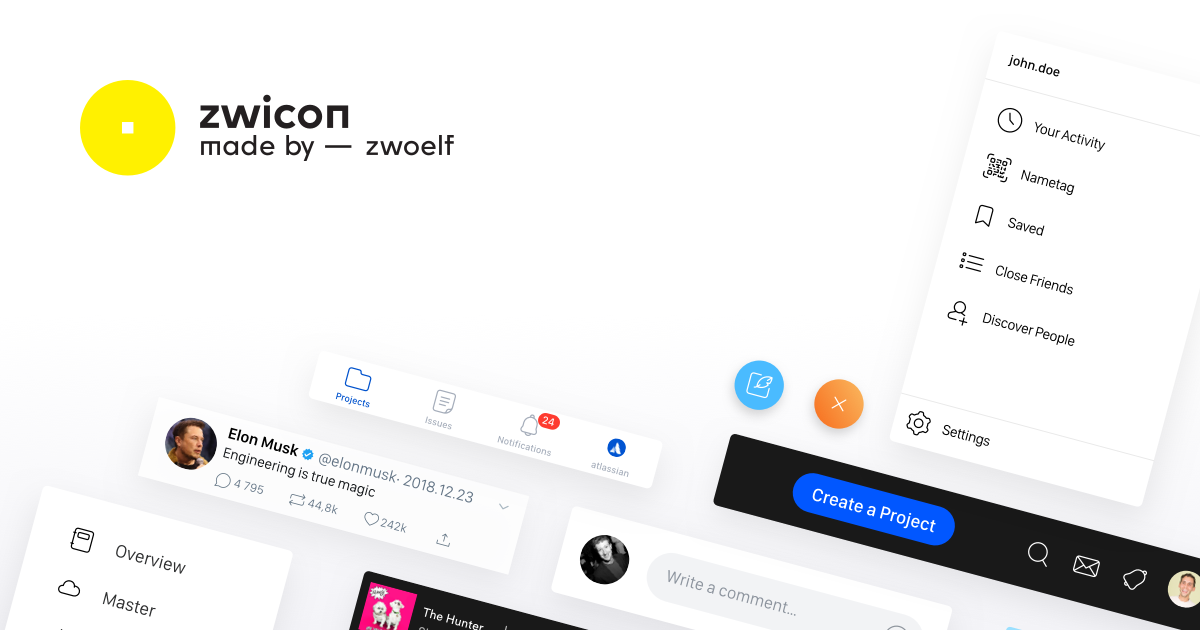 zwicon
made by — zwoelf
john.doe
Your Activity
Nametag
Saved
Close Friends
Discover People
Settings
Projects
Issues
24
Notifications
atlassian
Elon Musk @elonmusk· 2018.12.23
Engineering is true magic
4 795
44,8k
242k
Create a Project
Write a comment...
Overview
Master
The Hunter